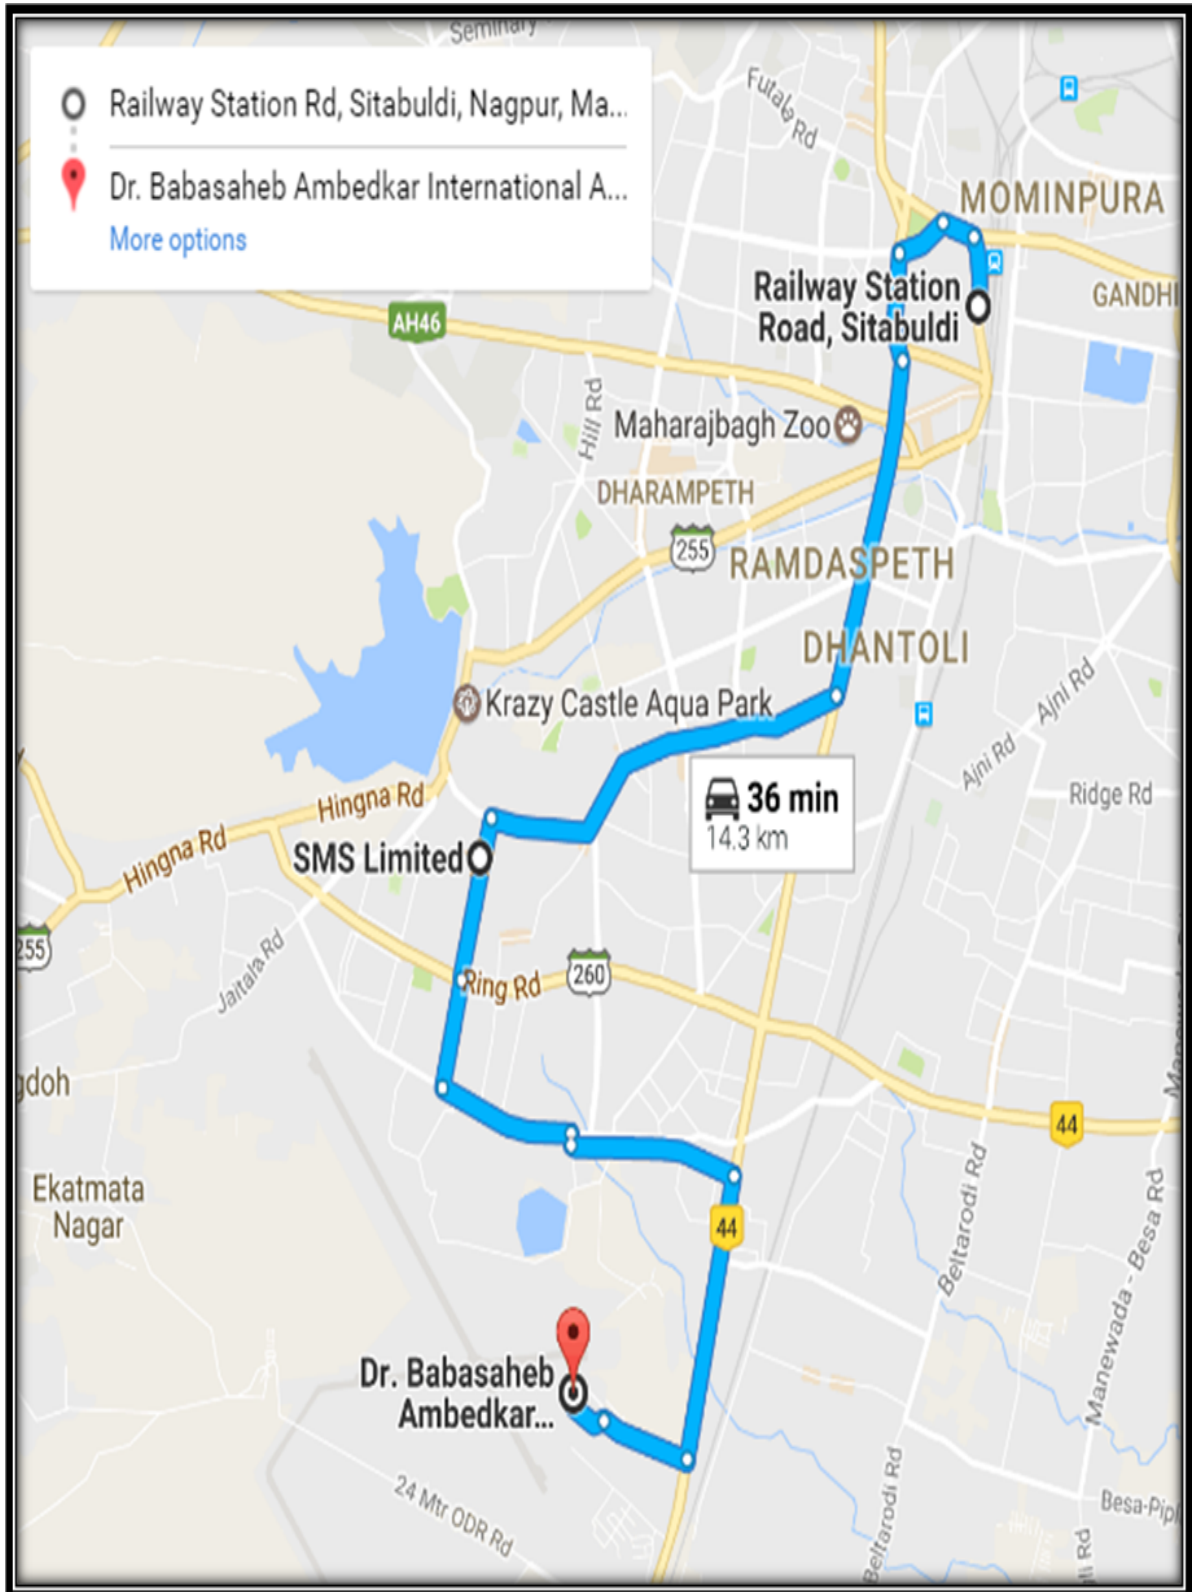 Seminary
Railway Station Rd, Sitabuldi, Nagpur, Ma...
Dr. Babasaheb Ambedkar International A...
More options
Futala Rd
MOMINPURA
Railway Station
Road, Sitabuldi
GANDHI
AH46
Hill Rd
Maharajbagh Zoo
DHARAMPETH
255
RAMDASPETH
DHANTOLI
Krazy Castle Aqua Park
Ajni Rd
Ajni Rd
36 min
14.3 km
Ridge Rd
Hingna Rd
Hingna Rd
SMS Limited
255
Jaitala Rd
Ring Rd
260
gdoh
44
Ekatmata
Nagar
44
Beltarodi Rd
Manewada - Besa Rd
Dr. Babasaheb
Ambedkar...
24 Mtr ODR Rd
Beltarodi Rd
Besa-Pipl